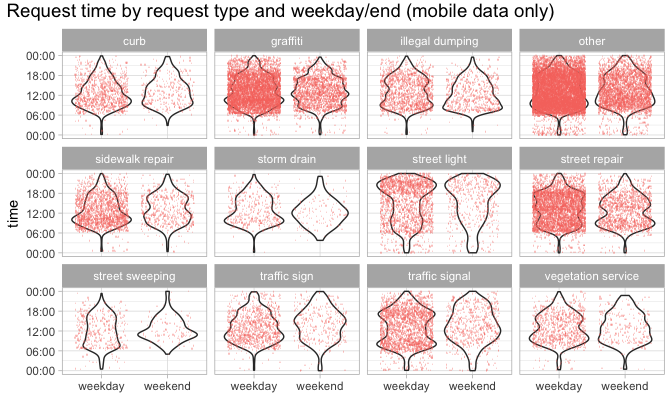 Request time by request type and weekday/end (mobile data only)
curb graffiti illegal dumping other
00:00
18:00
12:00
06:00
00:00
sidewalk repair storm drain street light street repair
00:00
18:00
12:00
06:00
00:00
time
street sweeping traffic sign traffic signal vegetation service
00:00
18:00
12:00
06:00
00:00
weekday weekend weekday weekend weekday weekend weekday weekend